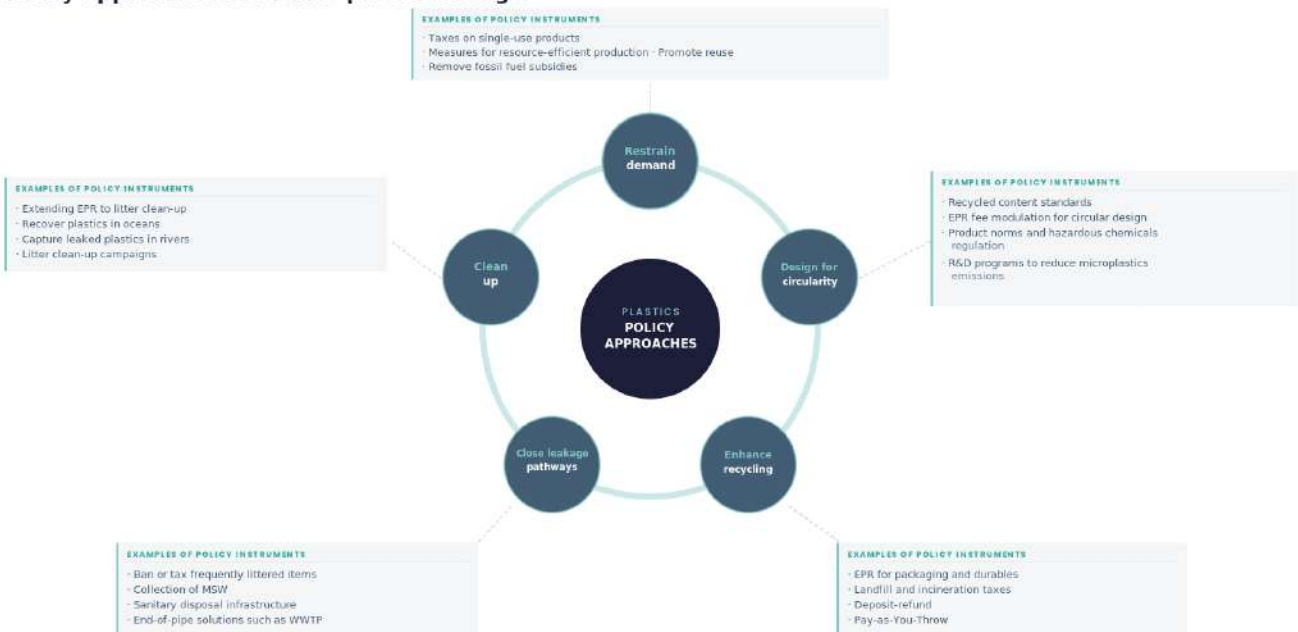 EXAMPLES OF POLICY INSTRUMENTS
· Taxes on single-use products
· Measures for resource-efficient production · Promote reuse
· Remove fossil fuel subsidies
Restrain
demand
EXAMPLES OF POLICY INSTRUMENTS
· Extending EPR to litter clean-up
· Recover plastics in oceans
· Capture leaked plastics in rivers
· Litter clean-up campaigns
Clean
up
EXAMPLES OF POLICY INSTRUMENTS
· Recycled content standards
· EPR fee modulation for circular design
· Product norms and hazardous chemicals
regulation
· R&D programs to reduce microplastics
emissions
Design for
circularity
PLASTICS
POLICY
APPROACHES
Close leakage
pathways
Enhance
recycling
EXAMPLES OF POLICY INSTRUMENTS
· Ban or tax frequently littered items
· Collection of MSW
· Sanitary disposal infrastructure
· End-of-pipe solutions such as WWTP
EXAMPLES OF POLICY INSTRUMENTS
· EPR for packaging and durables
· Landfill and incineration taxes
· Deposit-refund
· Pay-as-You-Throw